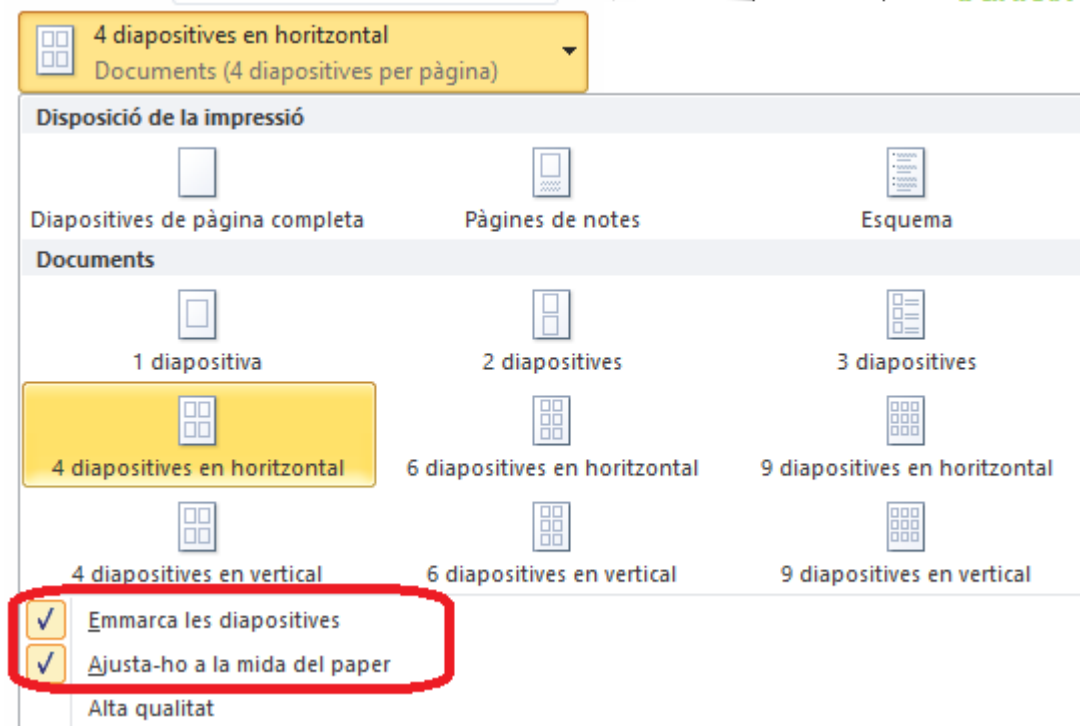 4 diapositives en horitzontal
Documents (4 diapositives per pàgina)
Disposició de la impressió
Diapositives de pàgina completa
Pàgines de notes
Esquema
Documents
1 diapositiva
2 diapositives
3 diapositives
4 diapositives en horitzontal
6 diapositives en horitzontal
9 diapositives en horitzontal
4 diapositives en vertical
6 diapositives en vertical
9 diapositives en vertical
Emmarca les diapositives
Ajusta-ho a la mida del paper
Alta qualitat